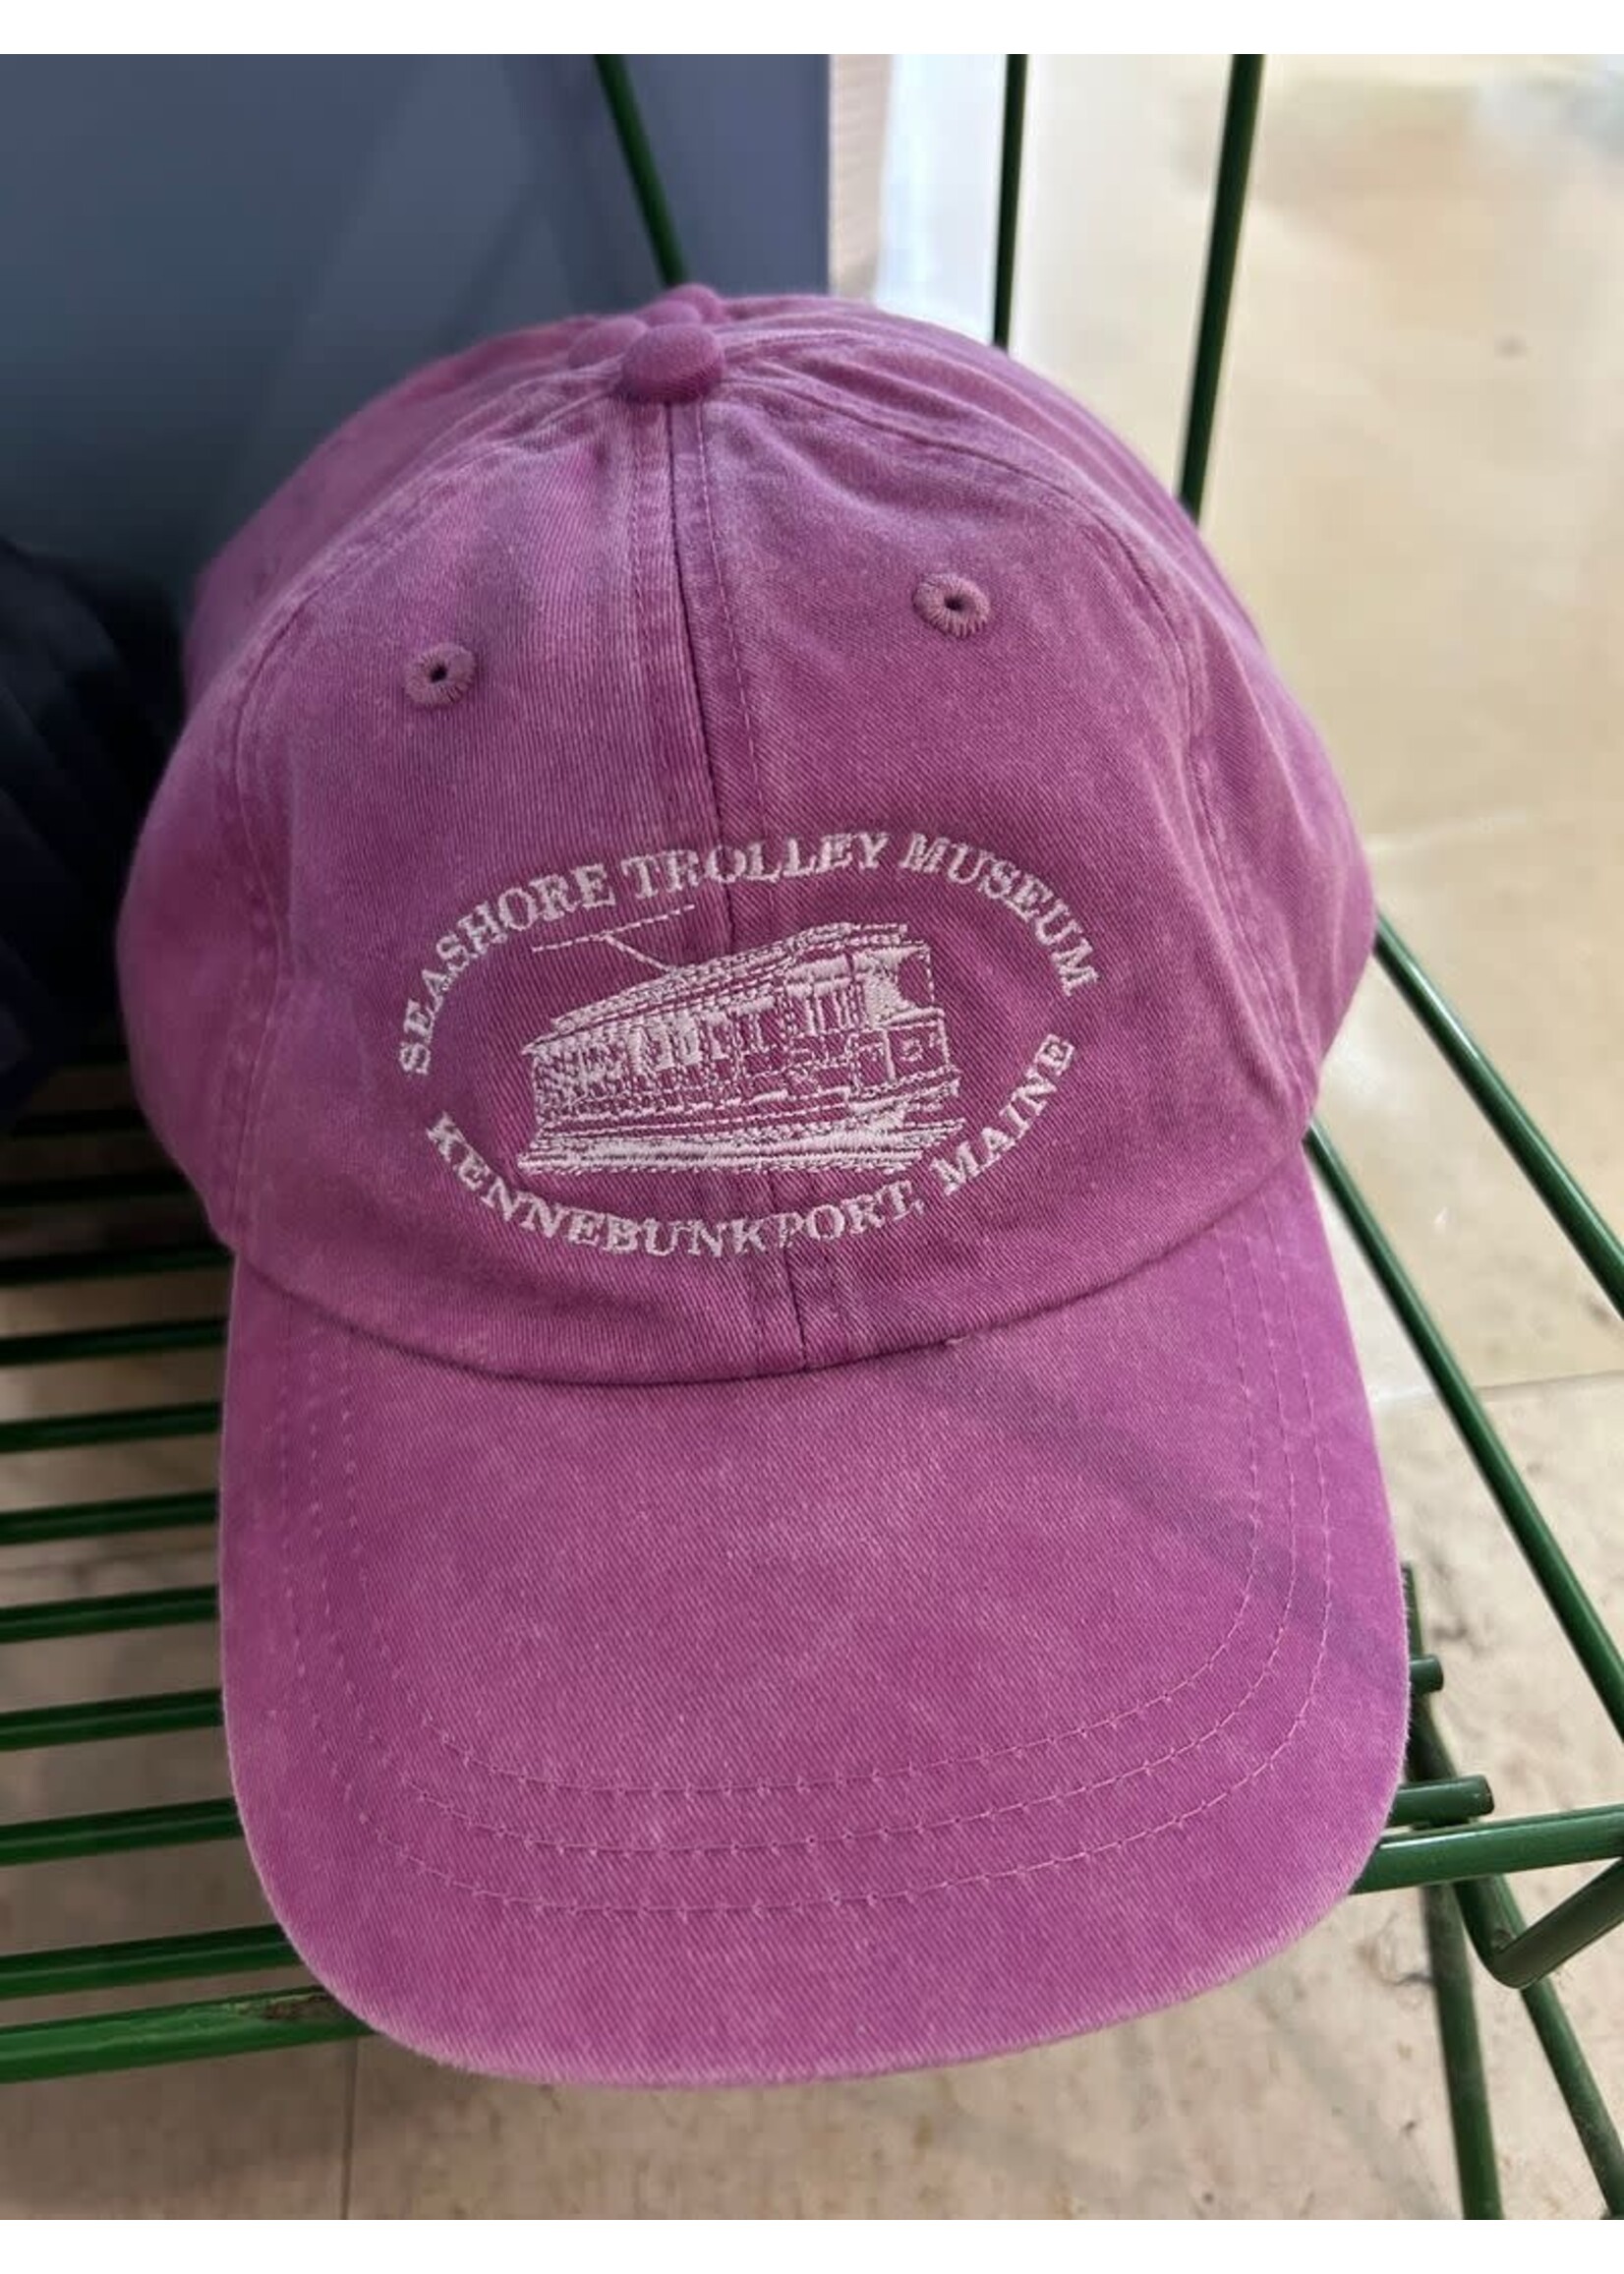 SEASHORE TROLLEY MUSEUM
KENNEBUNKPORT, MAINE